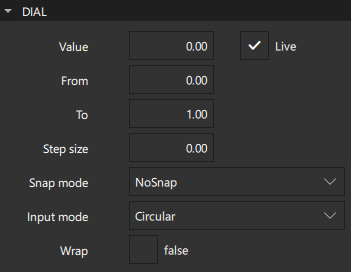 DIAL
Value 0.00 Live
From 0.00
To 1.00
Step size 0.00
Snap mode NoSnap
Input mode Circular
Wrap false